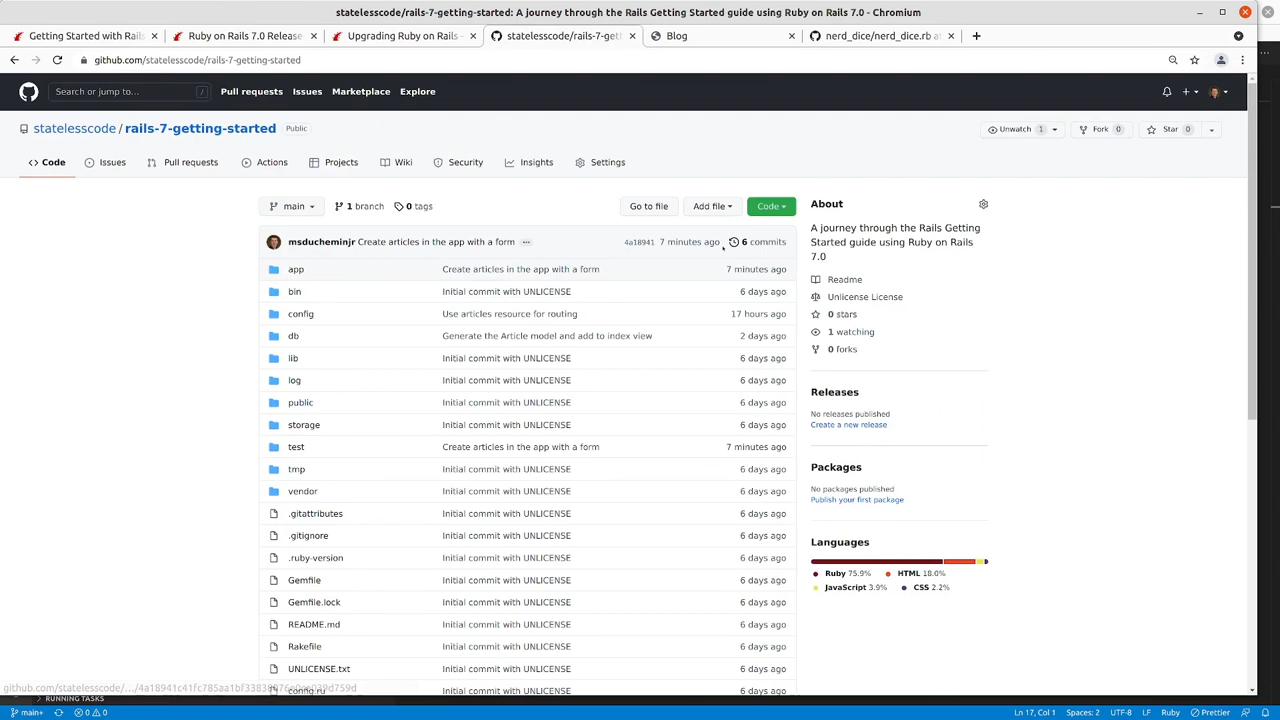 statelesscode/rails-7-getting-started: A journey through the Rails Getting Started guide using Ruby on Rails 7.0 - Chromium
Getting Started with Rails
Ruby on Rails 7.0 Release
Upgrading Ruby on Rails
statelesscode/rails-7-get
Blog
nerd_dice/nerd_dice.rb at
github.com/statelesscode/rails-7-getting-started
Search or jump to...
/
Pull requests
Issues
Marketplace
Explore
statelesscode / rails-7-getting-started
Public
Unwatch 1
Fork 0
Star 0
Code
Issues
Pull requests
Actions
Projects
Wiki
Security
Insights
Settings
main
1 branch
0 tags
Go to file
Add file
Code
msducheminjr Create articles in the app with a form
4a18941 7 minutes ago
6 commits
app Create articles in the app with a form 7 minutes ago
bin Initial commit with UNLICENSE 6 days ago
config Use articles resource for routing 17 hours ago
db Generate the Article model and add to index view 2 days ago
lib Initial commit with UNLICENSE 6 days ago
log Initial commit with UNLICENSE 6 days ago
public Initial commit with UNLICENSE 6 days ago
storage Initial commit with UNLICENSE 6 days ago
test Create articles in the app with a form 7 minutes ago
tmp Initial commit with UNLICENSE 6 days ago
vendor Initial commit with UNLICENSE 6 days ago
.gitattributes Initial commit with UNLICENSE 6 days ago
.gitignore Initial commit with UNLICENSE 6 days ago
.ruby-version Initial commit with UNLICENSE 6 days ago
Gemfile Initial commit with UNLICENSE 6 days ago
Gemfile.lock Initial commit with UNLICENSE 6 days ago
README.md Initial commit with UNLICENSE 6 days ago
Rakefile Initial commit with UNLICENSE 6 days ago
UNLICENSE.txt Initial commit with UNLICENSE 6 days ago
config.ru Initial commit with UNLICENSE 6 days ago
About
A journey through the Rails Getting
Started guide using Ruby on Rails
7.0
Readme
Unlicense License
0 stars
1 watching
0 forks
Releases
No releases published
Create a new release
Packages
No packages published
Publish your first package
Languages
Ruby 75.9%
HTML 18.0%
JavaScript 3.9%
CSS 2.2%
RUNNING TASKS
main+
0
0
Ln 17, Col 1
Spaces: 2
UTF-8
LF
Ruby
Prettier